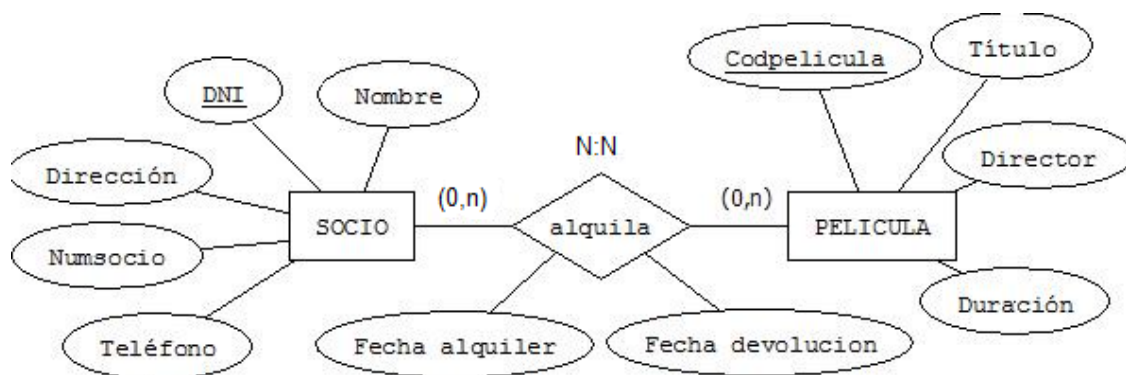 Codpelicula
Título
DNI
Nombre
N:N
Director
Dirección
(0,n)
(0,n)
SOCIO
alquila
PELICULA
Numsocio
Duración
Teléfono
Fecha alquiler
Fecha devolucion